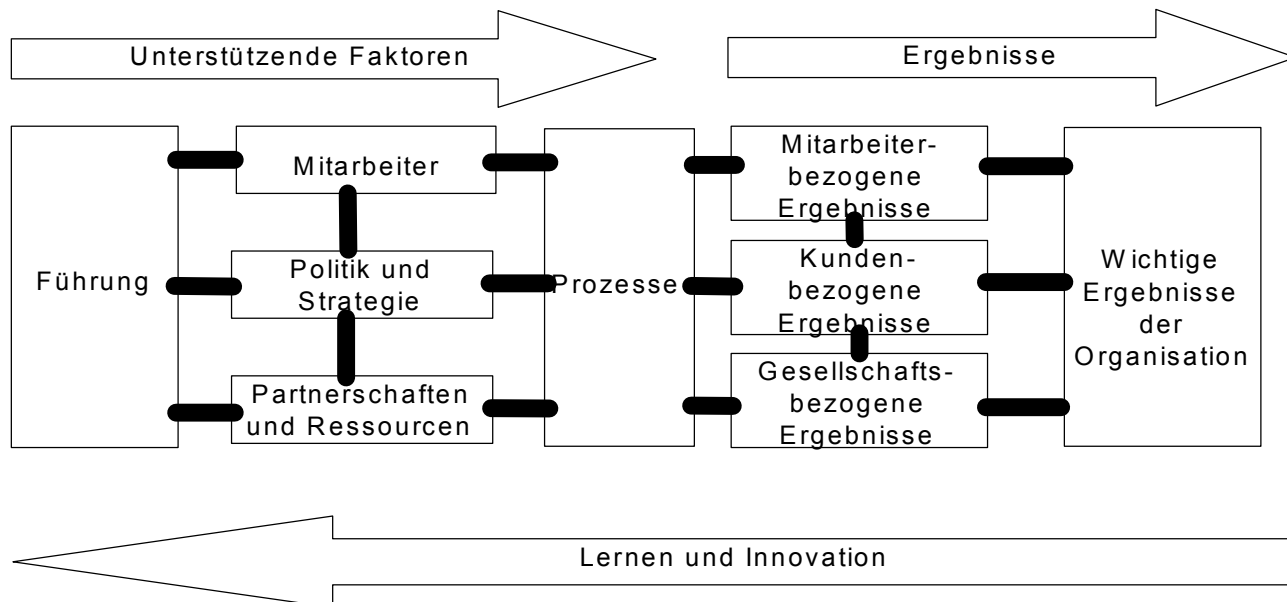 Unterstützende Faktoren
Ergebnisse
Führung
Mitarbeiter
Politik und
Strategie
Partnerschaften
und Ressourcen
Prozesse
Mitarbeiter-
bezogene
Ergebnisse
Kunden-
bezogene
Ergebnisse
Gesellschafts-
bezogene
Ergebnisse
Wichtige
Ergebnisse
der
Organisation
Lernen und Innovation